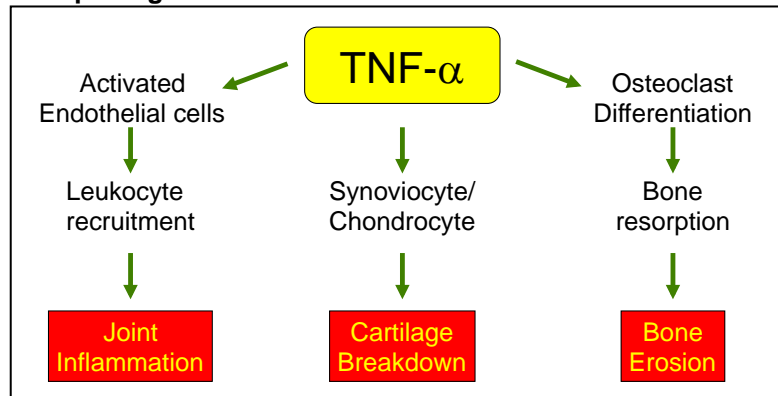 TNF-α
Activated
Endothelial cells
Osteoclast
Differentiation
Leukocyte
recruitment
Synoviocyte/
Chondrocyte
Bone
resorption
Joint
Inflammation
Cartilage
Breakdown
Bone
Erosion